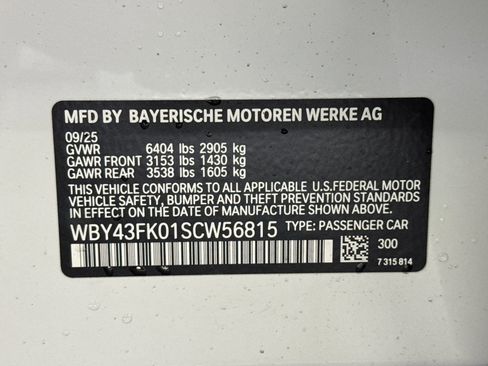 MFD BY BAYERISCHE MOTOREN WERKE AG
09/25
GVWR 6404 lbs 2905 kg
GAWR FRONT 3153 lbs 1430 kg
GAWR REAR 3538 lbs 1605 kg
THIS VEHICLE CONFORMS TO ALL APPLICABLE U.S.FEDERAL MOTOR
VEHICLE SAFETY, BUMPER AND THEFT PREVENTION STANDARDS
IN EFFECT ON THE DATE OF MANUFACTURE SHOWN ABOVE.
WBY43FK01SCW56815 TYPE: PASSENGER CAR
300
7 315 814